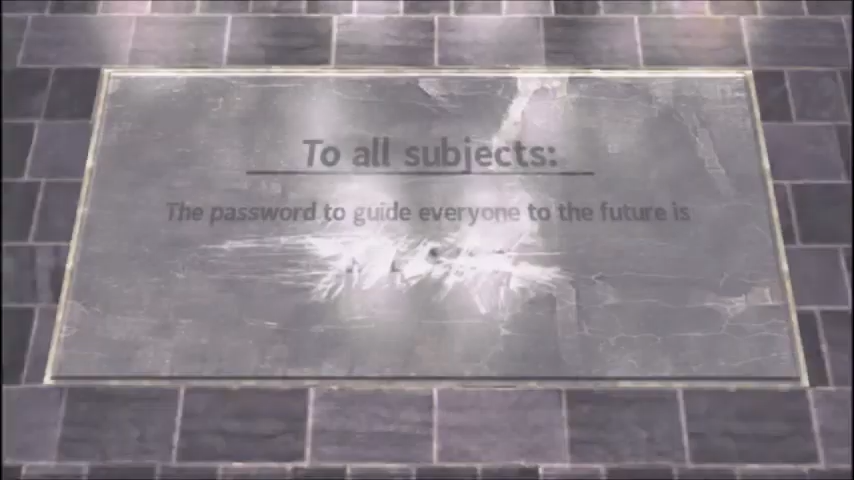 To all subjects:
The password to guide everyone to the future is